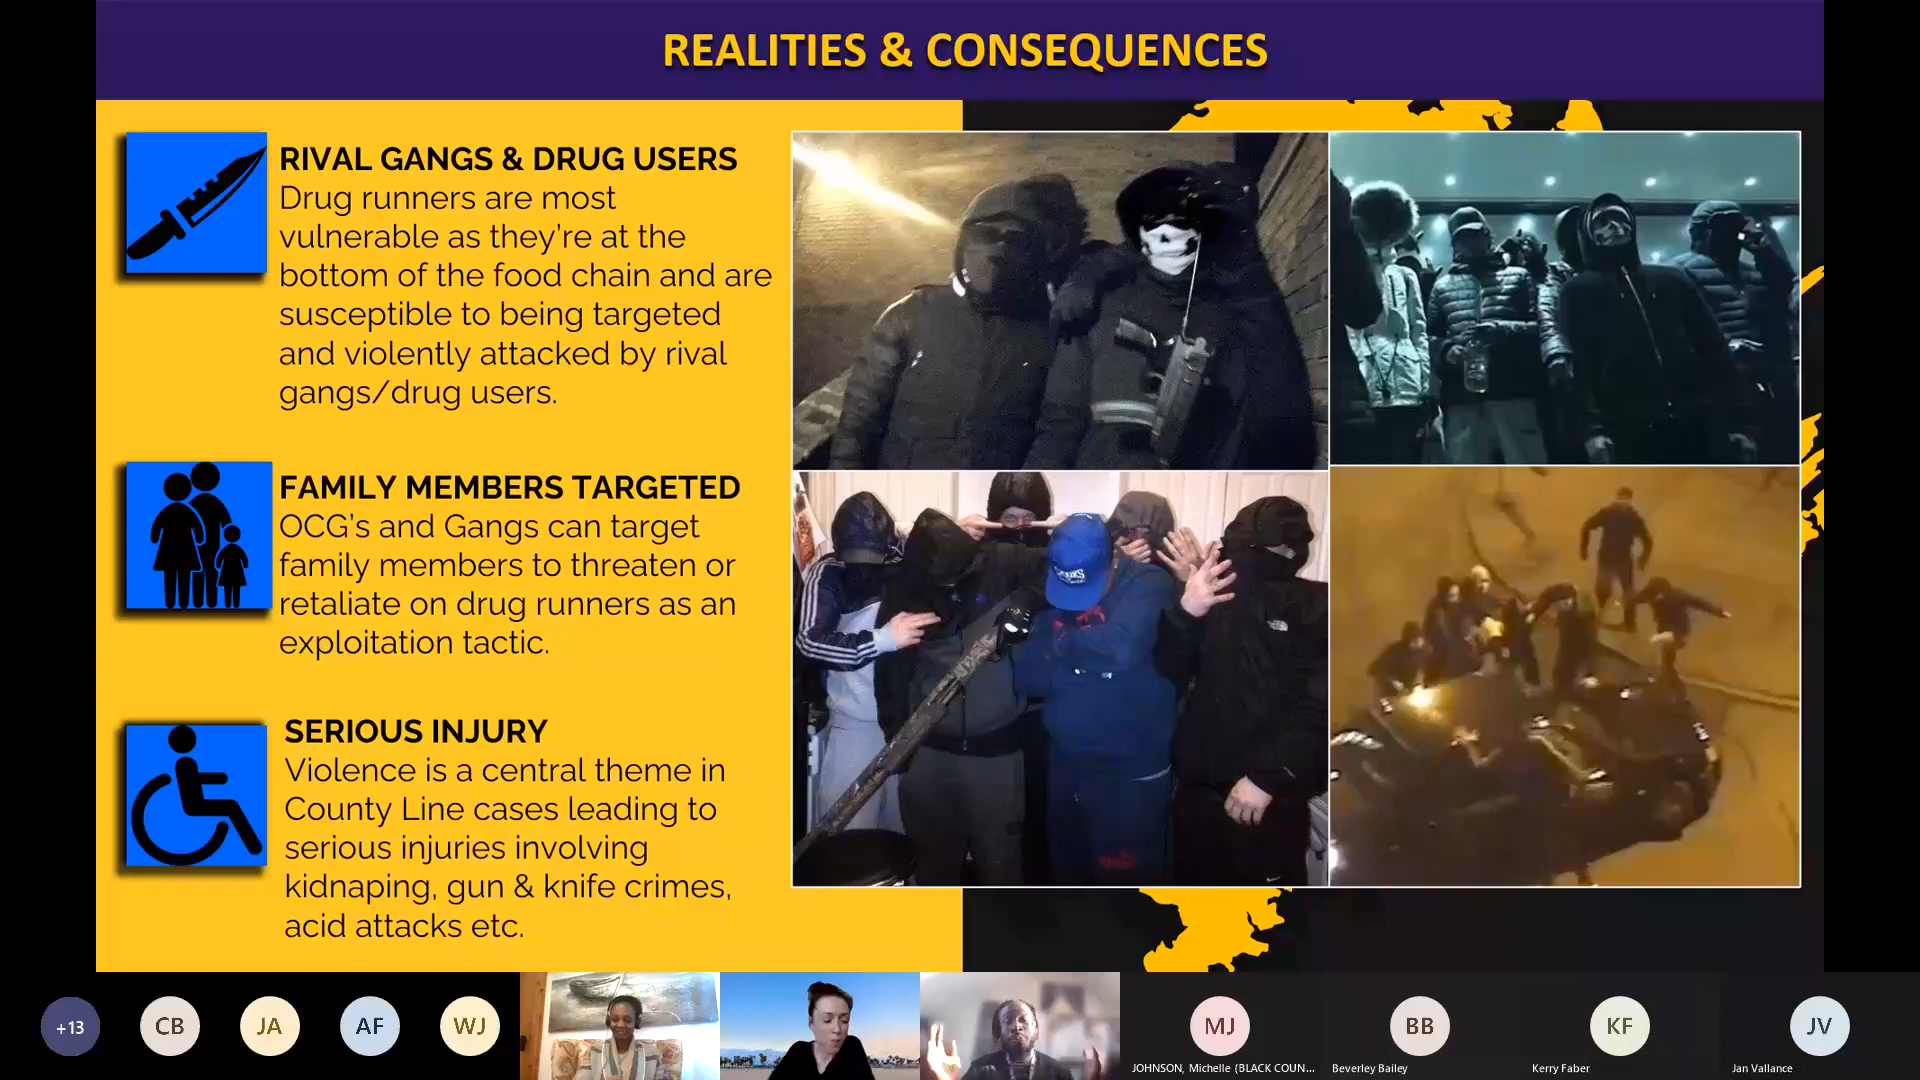 REALITIES & CONSEQUENCES
RIVAL GANGS & DRUG USERS
Drug runners are most
vulnerable as they're at the
bottom of the food chain and are
susceptible to being targeted
and violently attacked by rival
gangs/drug users.
FAMILY MEMBERS TARGETED
OCG's and Gangs can target
family members to threaten or
retaliate on drug runners as an
exploitation tactic.
SERIOUS INJURY
Violence is a central theme in
County Line cases leading to
serious injuries involving
kidnaping, gun & knife crimes,
acid attacks etc.
+13
CB
JA
AF
WJ
MJ
BB
KF
JV
JOHNSON, Michelle (BLACK COUN...
Beverley Bailey
Kerry Faber
Jan Vallance